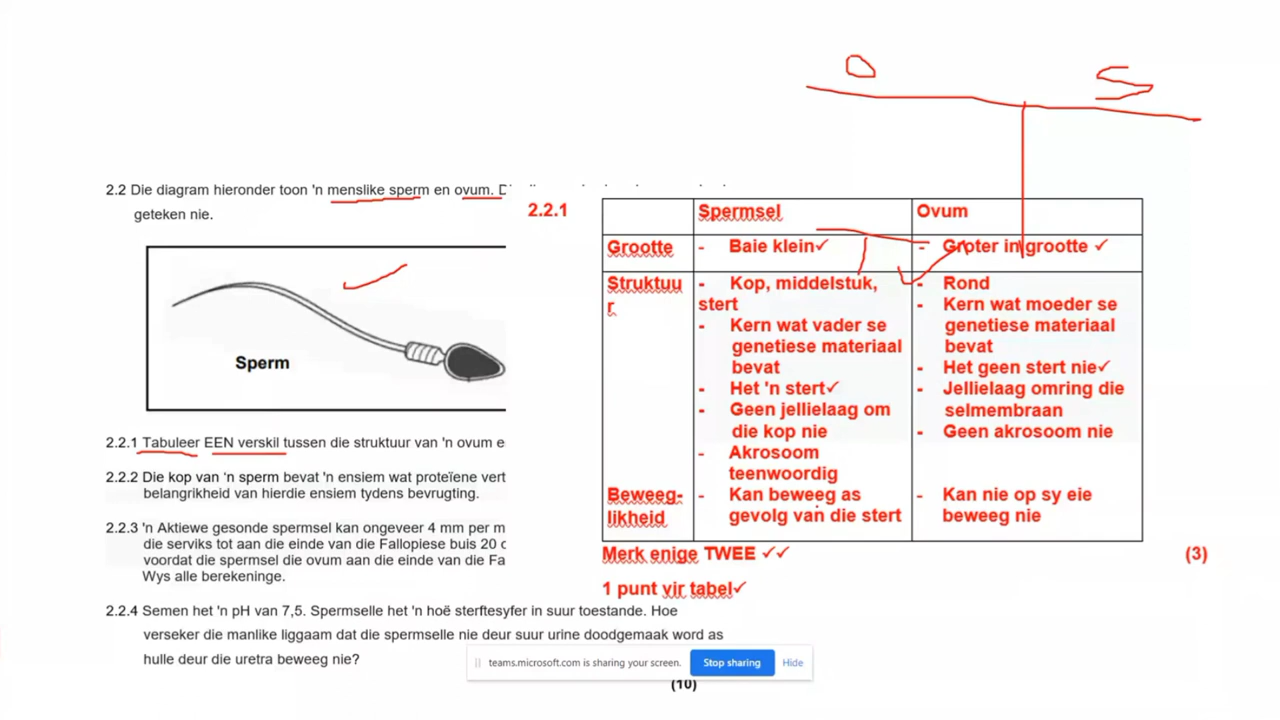 O S
2.2 Die diagram hieronder toon 'n menslike sperm en ovum.
geteken nie.
Sperm
2.2.1 Tabuleer EEN verskil tussen die struktuur van 'n ovum e
2.2.2 Die kop van 'n sperm bevat 'n ensiem wat proteïene vert
belangrikheid van hierdie ensiem tydens bevrugting.
2.2.3 'n Aktiewe gesonde spermsel kan ongeveer 4 mm per m
die serviks tot aan die einde van die Fallopiese buis 20 c
voordat die spermsel die ovum aan die einde van die Fa
Wys alle berekeninge.
2.2.4 Semen het 'n pH van 7,5. Spermselle het 'n hoë sterftesyfer in suur toestande. Hoe
verseker die manlike liggaam dat die spermselle nie deur suur urine doodgemaak word as
hulle deur die uretra beweeg nie?
(10)
2.2.1
Spermsel
Ovum
Grootte
- Baie klein✓
- Groter in grootte ✓
Struktuu
r
- Kop, middelstuk,
stert
- Kern wat vader se
genetiese materiaal
bevat
- Het 'n stert✓
- Geen jellielaag om
die kop nie
- Akrosoom
teenwoordig
- Rond
- Kern wat moeder se
genetiese materiaal
bevat
- Het geen stert nie✓
- Jellielaag omring die
selmembraan
- Geen akrosoom nie
Beweeg-
likheid
- Kan beweeg as
gevolg van die stert
- Kan nie op sy eie
beweeg nie
Merk enige TWEE ✓✓
(3)
1 punt vir tabel✓
teams.microsoft.com is sharing your screen. Stop sharing Hide